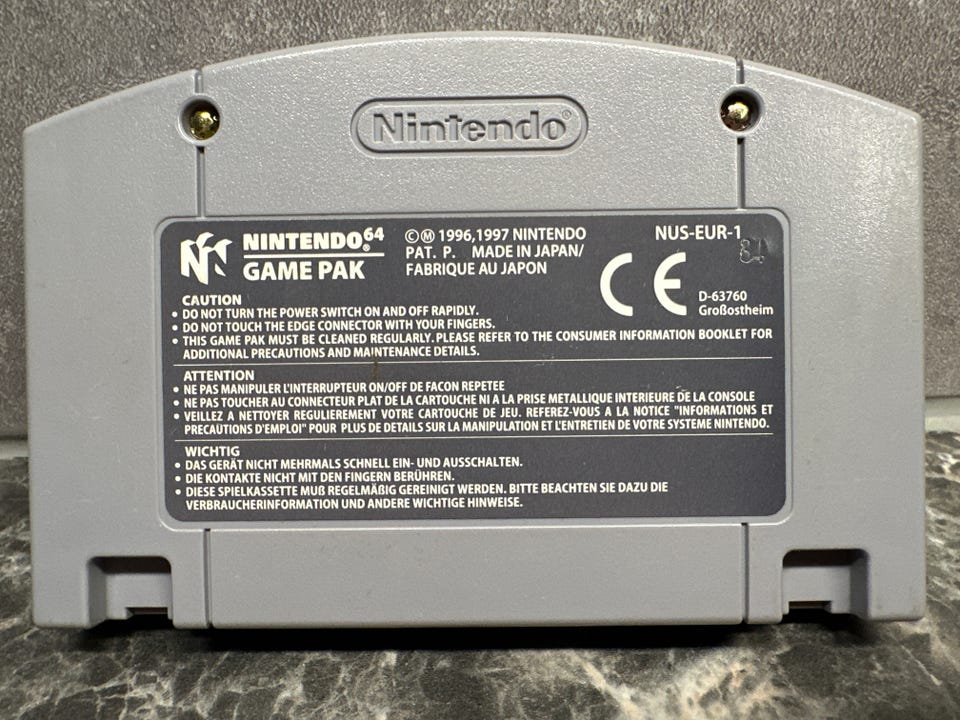 Nintendo®
NINTENDO®64
GAME PAK
©Ⓜ 1996,1997 NINTENDO
PAT. P. MADE IN JAPAN/
FABRIQUE AU JAPON
NUS-EUR-1
CE
D-63760
Großostheim
CAUTION
• DO NOT TURN THE POWER SWITCH ON AND OFF RAPIDLY.
• DO NOT TOUCH THE EDGE CONNECTOR WITH YOUR FINGERS.
• THIS GAME PAK MUST BE CLEANED REGULARLY. PLEASE REFER TO THE CONSUMER INFORMATION BOOKLET FOR
ADDITIONAL PRECAUTIONS AND MAINTENANCE DETAILS.
ATTENTION
• NE PAS MANIPULER L'INTERRUPTEUR ON/OFF DE FACON REPETEE
• NE PAS TOUCHER AU CONNECTEUR PLAT DE LA CARTOUCHE NI A LA PRISE METALLIQUE INTERIEURE DE LA CONSOLE
• VEILLEZ A NETTOYER REGULIEREMENT VOTRE CARTOUCHE DE JEU. REFEREZ-VOUS A LA NOTICE "INFORMATIONS ET
PRECAUTIONS D'EMPLOI" POUR PLUS DE DETAILS SUR LA MANIPULATION ET L'ENTRETIEN DE VOTRE SYSTEME NINTENDO.
WICHTIG
• DAS GERÄT NICHT MEHRMALS SCHNELL EIN- UND AUSSCHALTEN.
• DIE KONTAKTE NICHT MIT DEN FINGERN BERÜHREN.
• DIESE SPIELKASSETTE MUß REGELMÄßIG GEREINIGT WERDEN. BITTE BEACHTEN SIE DAZU DIE
VERBRAUCHERINFORMATION UND ANDERE WICHTIGE HINWEISE.